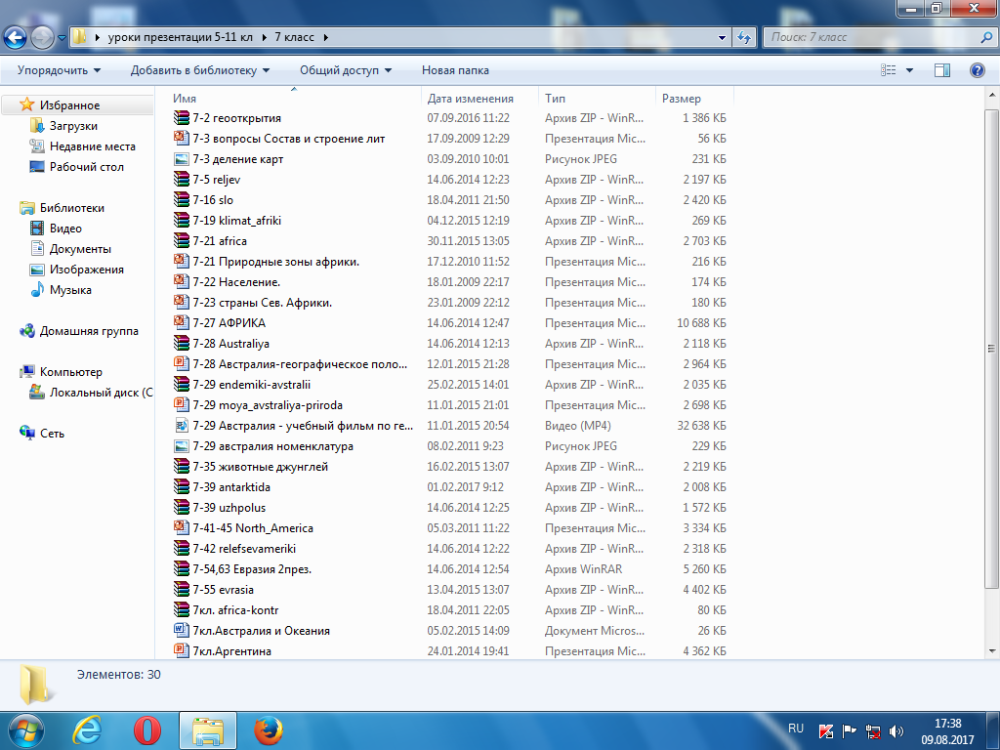 уроки презентации 5-11 кл 7 класс
Поиск: 7 класс
Упорядочить Добавить в библиотеку Общий доступ Новая папка
Избранное
Загрузки
Недавние места
Рабочий стол
Библиотеки
Видео
Документы
Изображения
Музыка
Домашняя группа
Компьютер
Локальный диск (C
Сеть
Имя Дата изменения Тип Размер
7-2 геооткрытия 07.09.2016 11:22 Архив ZIP - WinR... 1 386 КБ
7-3 вопросы Состав и строение лит 17.09.2009 12:29 Презентация Mic... 56 КБ
7-3 деление карт 03.09.2010 10:01 Рисунок JPEG 231 КБ
7-5 reljev 14.06.2014 12:23 Архив ZIP - WinR... 2 197 КБ
7-16 slo 18.04.2011 21:50 Архив ZIP - WinR... 2 420 КБ
7-19 klimat_afriki 04.12.2015 12:19 Архив ZIP - WinR... 269 КБ
7-21 africa 30.11.2015 13:05 Архив ZIP - WinR... 2 703 КБ
7-21 Природные зоны африки. 17.12.2010 11:52 Презентация Mic... 216 КБ
7-22 Население. 18.01.2009 22:17 Презентация Mic... 174 КБ
7-23 страны Сев. Африки. 23.01.2009 22:12 Презентация Mic... 180 КБ
7-27 АФРИКА 14.06.2014 12:47 Презентация Mic... 10 688 КБ
7-28 Australiya 14.06.2014 12:13 Архив ZIP - WinR... 2 118 КБ
7-28 Австралия-географическое поло... 12.01.2015 21:28 Презентация Mic... 2 964 КБ
7-29 endemiki-avstralii 25.02.2015 14:01 Архив ZIP - WinR... 2 035 КБ
7-29 moya_avstraliya-priroda 11.01.2015 21:01 Презентация Mic... 2 698 КБ
7-29 Австралия - учебный фильм по ге... 11.01.2015 20:54 Видео (MP4) 32 638 КБ
7-29 австралия номенклатура 08.02.2011 9:23 Рисунок JPEG 229 КБ
7-35 животные джунглей 16.02.2015 13:07 Архив ZIP - WinR... 2 219 КБ
7-39 antarktida 01.02.2017 9:12 Архив ZIP - WinR... 2 008 КБ
7-39 uzhpolus 14.06.2014 12:25 Архив ZIP - WinR... 1 572 КБ
7-41-45 North_America 05.03.2011 11:22 Презентация Mic... 3 334 КБ
7-42 relefsevameriki 14.06.2014 12:22 Архив ZIP - WinR... 2 318 КБ
7-54,63 Евразия 2през. 14.06.2014 12:54 Архив WinRAR 5 260 КБ
7-55 evrasia 13.04.2015 13:07 Архив ZIP - WinR... 4 402 КБ
7кл. africa-kontr 18.04.2011 22:05 Архив ZIP - WinR... 80 КБ
7кл.Австралия и Океания 05.02.2015 14:09 Документ Micros... 26 КБ
7кл.Аргентина 24.01.2014 19:41 Презентация Mic... 4 362 КБ
Элементов: 30
RU
17:38
09.08.2017